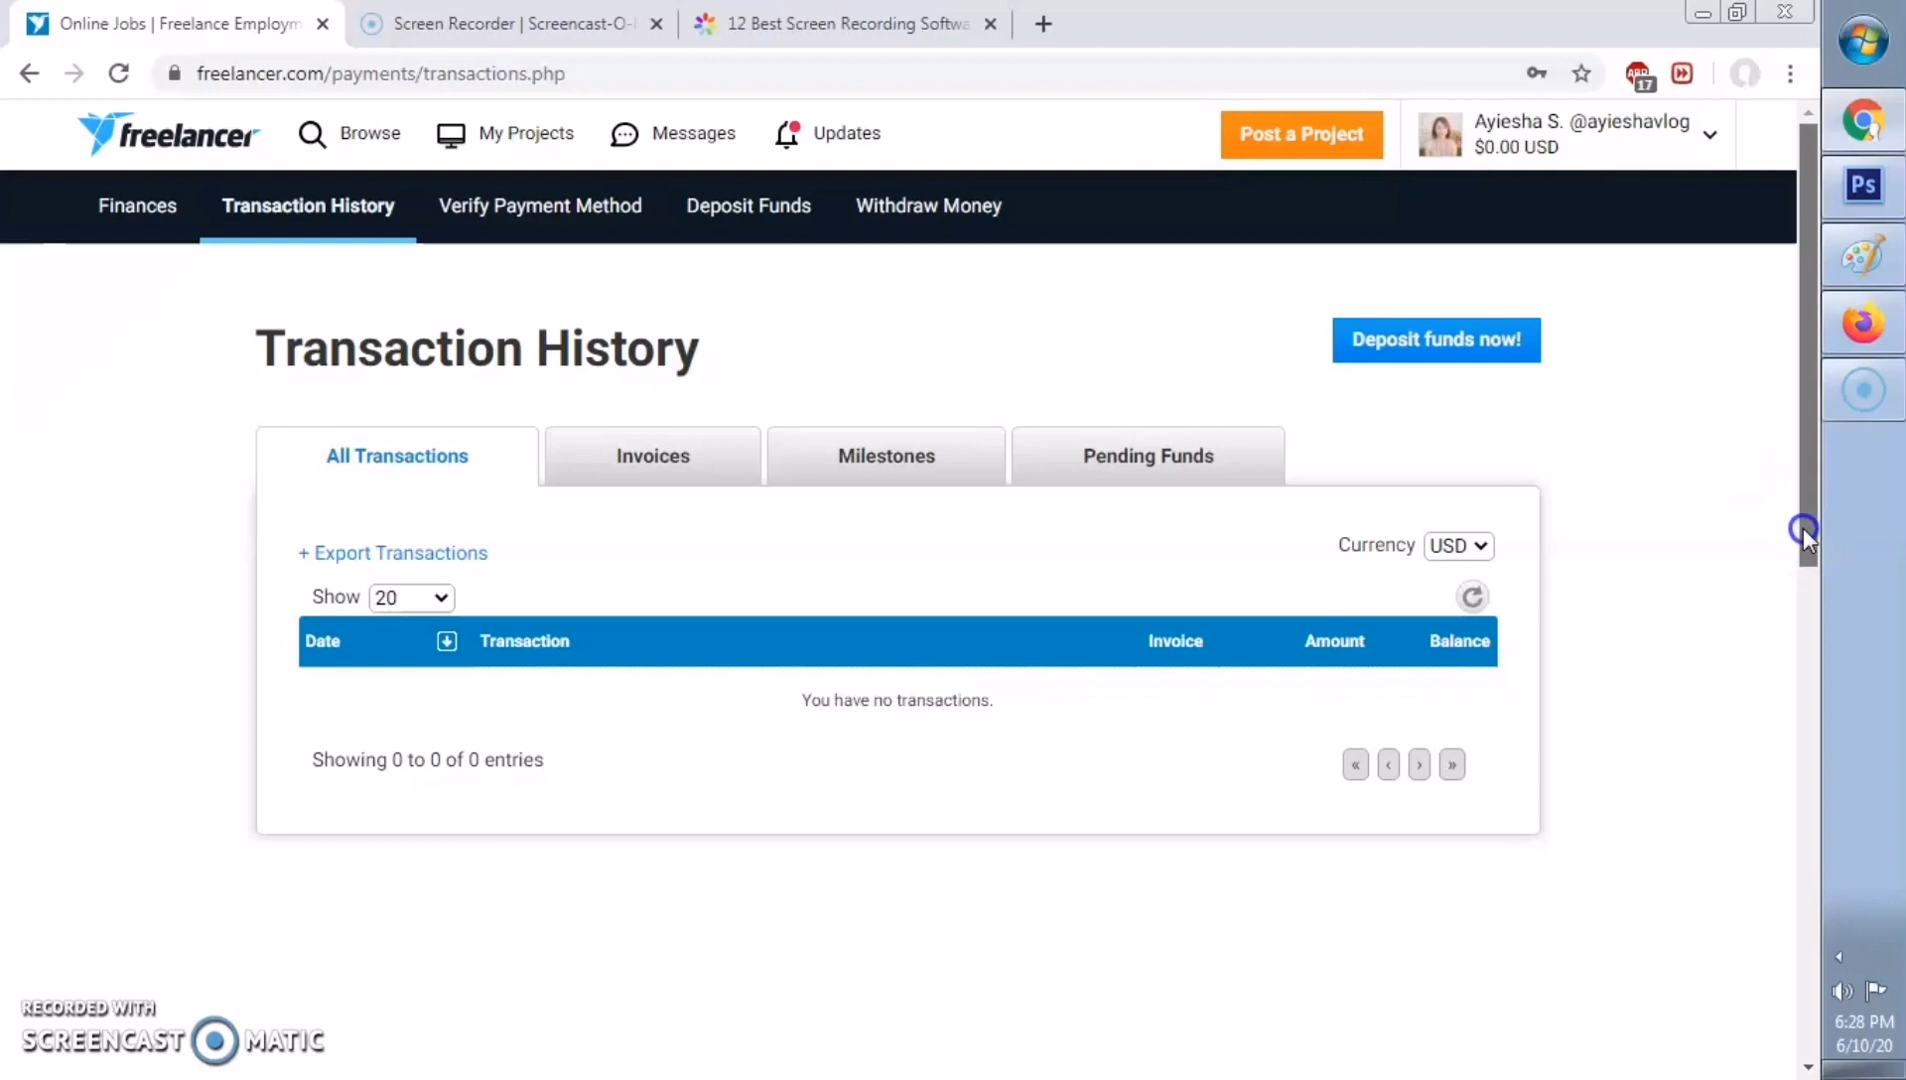 Online Jobs | Freelance Employm
Screen Recorder | Screencast-O-
12 Best Screen Recording Softwa
freelancer.com/payments/transactions.php
ABP
17
freelancer
Browse
My Projects
Messages
Updates
Post a Project
Ayiesha S. @ayieshavlog
$0.00 USD
Finances
Transaction History
Verify Payment Method
Deposit Funds
Withdraw Money
Ps
Transaction History
Deposit funds now!
All Transactions
Invoices
Milestones
Pending Funds
+ Export Transactions
Currency USD
Show 20
Date
Transaction
Invoice
Amount
Balance
You have no transactions.
Showing 0 to 0 of 0 entries
« ‹ › »
RECORDED WITH
SCREENCAST MATIC
6:28 PM
6/10/20